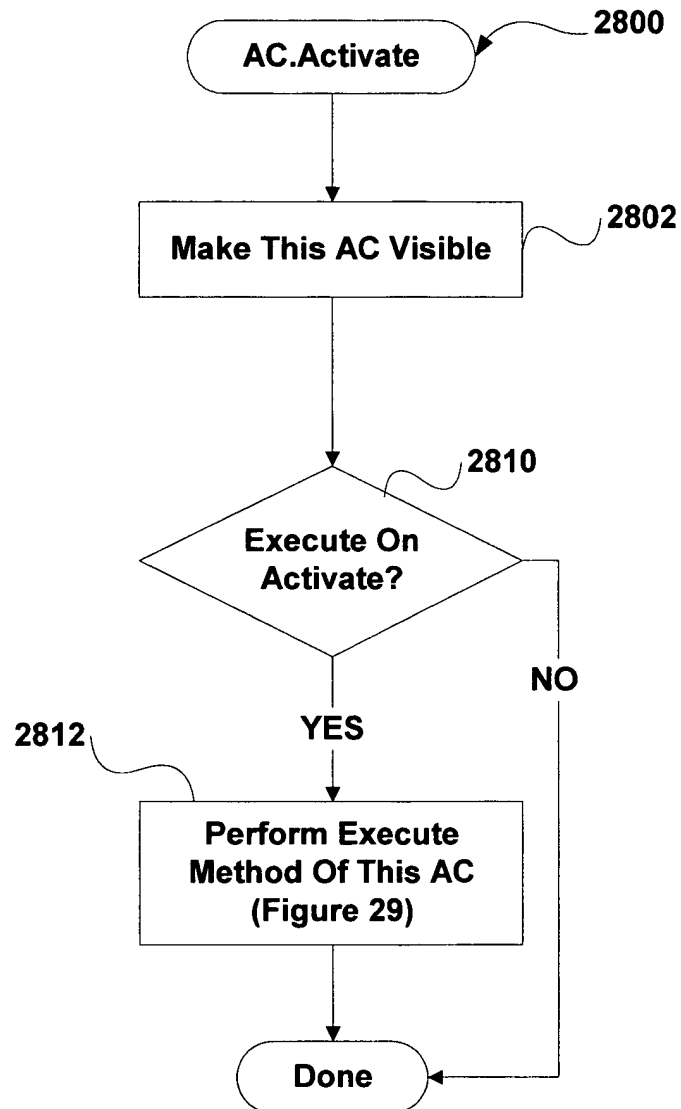 2800
AC.Activate
Make This AC Visible
2802
2810
Execute On
Activate?
NO
YES
2812
Perform Execute
Method Of This AC
(Figure 29)
Done